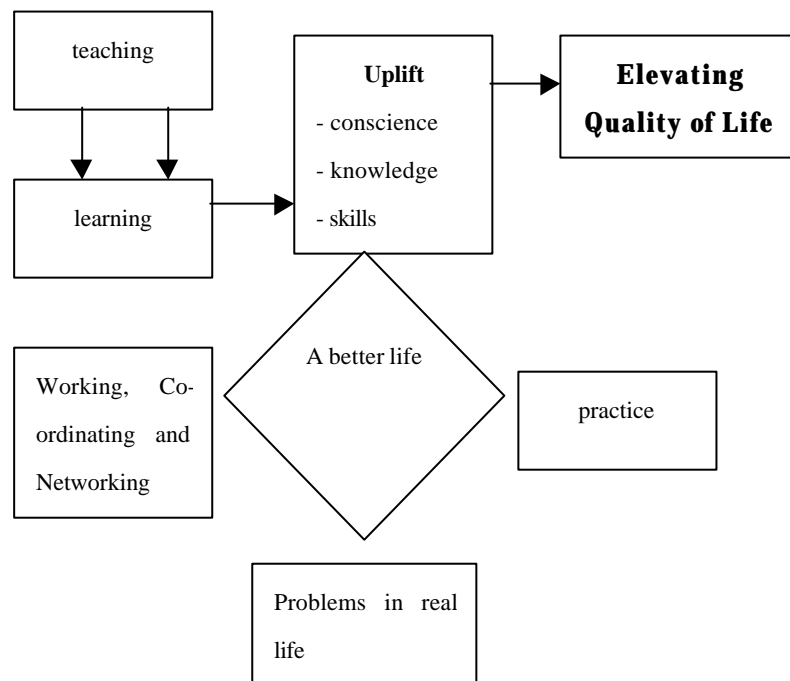 teaching
learning
Uplift
- conscience
- knowledge
- skills
Elevating
Quality of Life
A better life
Working, Co-
ordinating and
Networking
practice
Problems in real
life